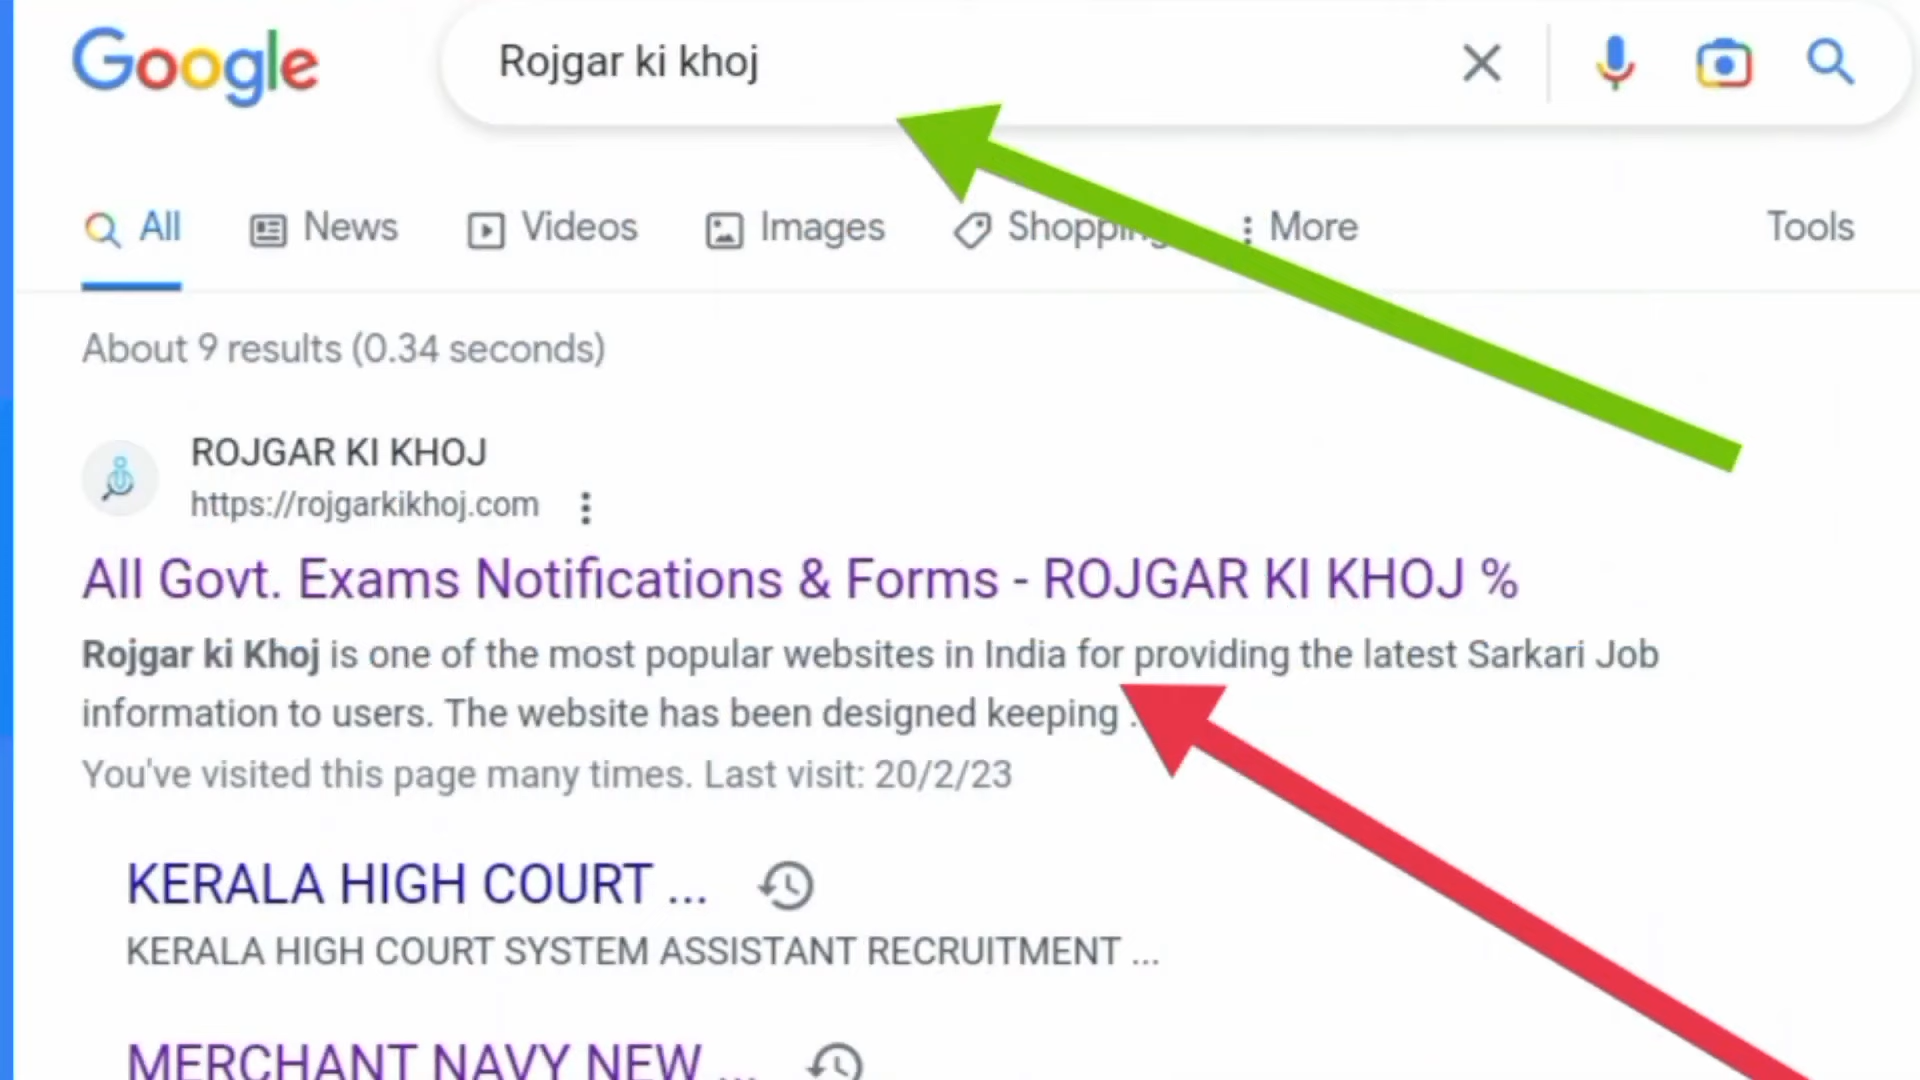 Google
Rojgar ki khoj
All News Videos Images Shopping More Tools
About 9 results (0.34 seconds)
ROJGAR KI KHOJ
https://rojgarkikhoj.com
All Govt. Exams Notifications & Forms - ROJGAR KI KHOJ %
Rojgar ki Khoj is one of the most popular websites in India for providing the latest Sarkari Job
information to users. The website has been designed keeping .
You've visited this page many times. Last visit: 20/2/23
KERALA HIGH COURT ...
KERALA HIGH COURT SYSTEM ASSISTANT RECRUITMENT ...
MERCHANT NAVY NEW ...